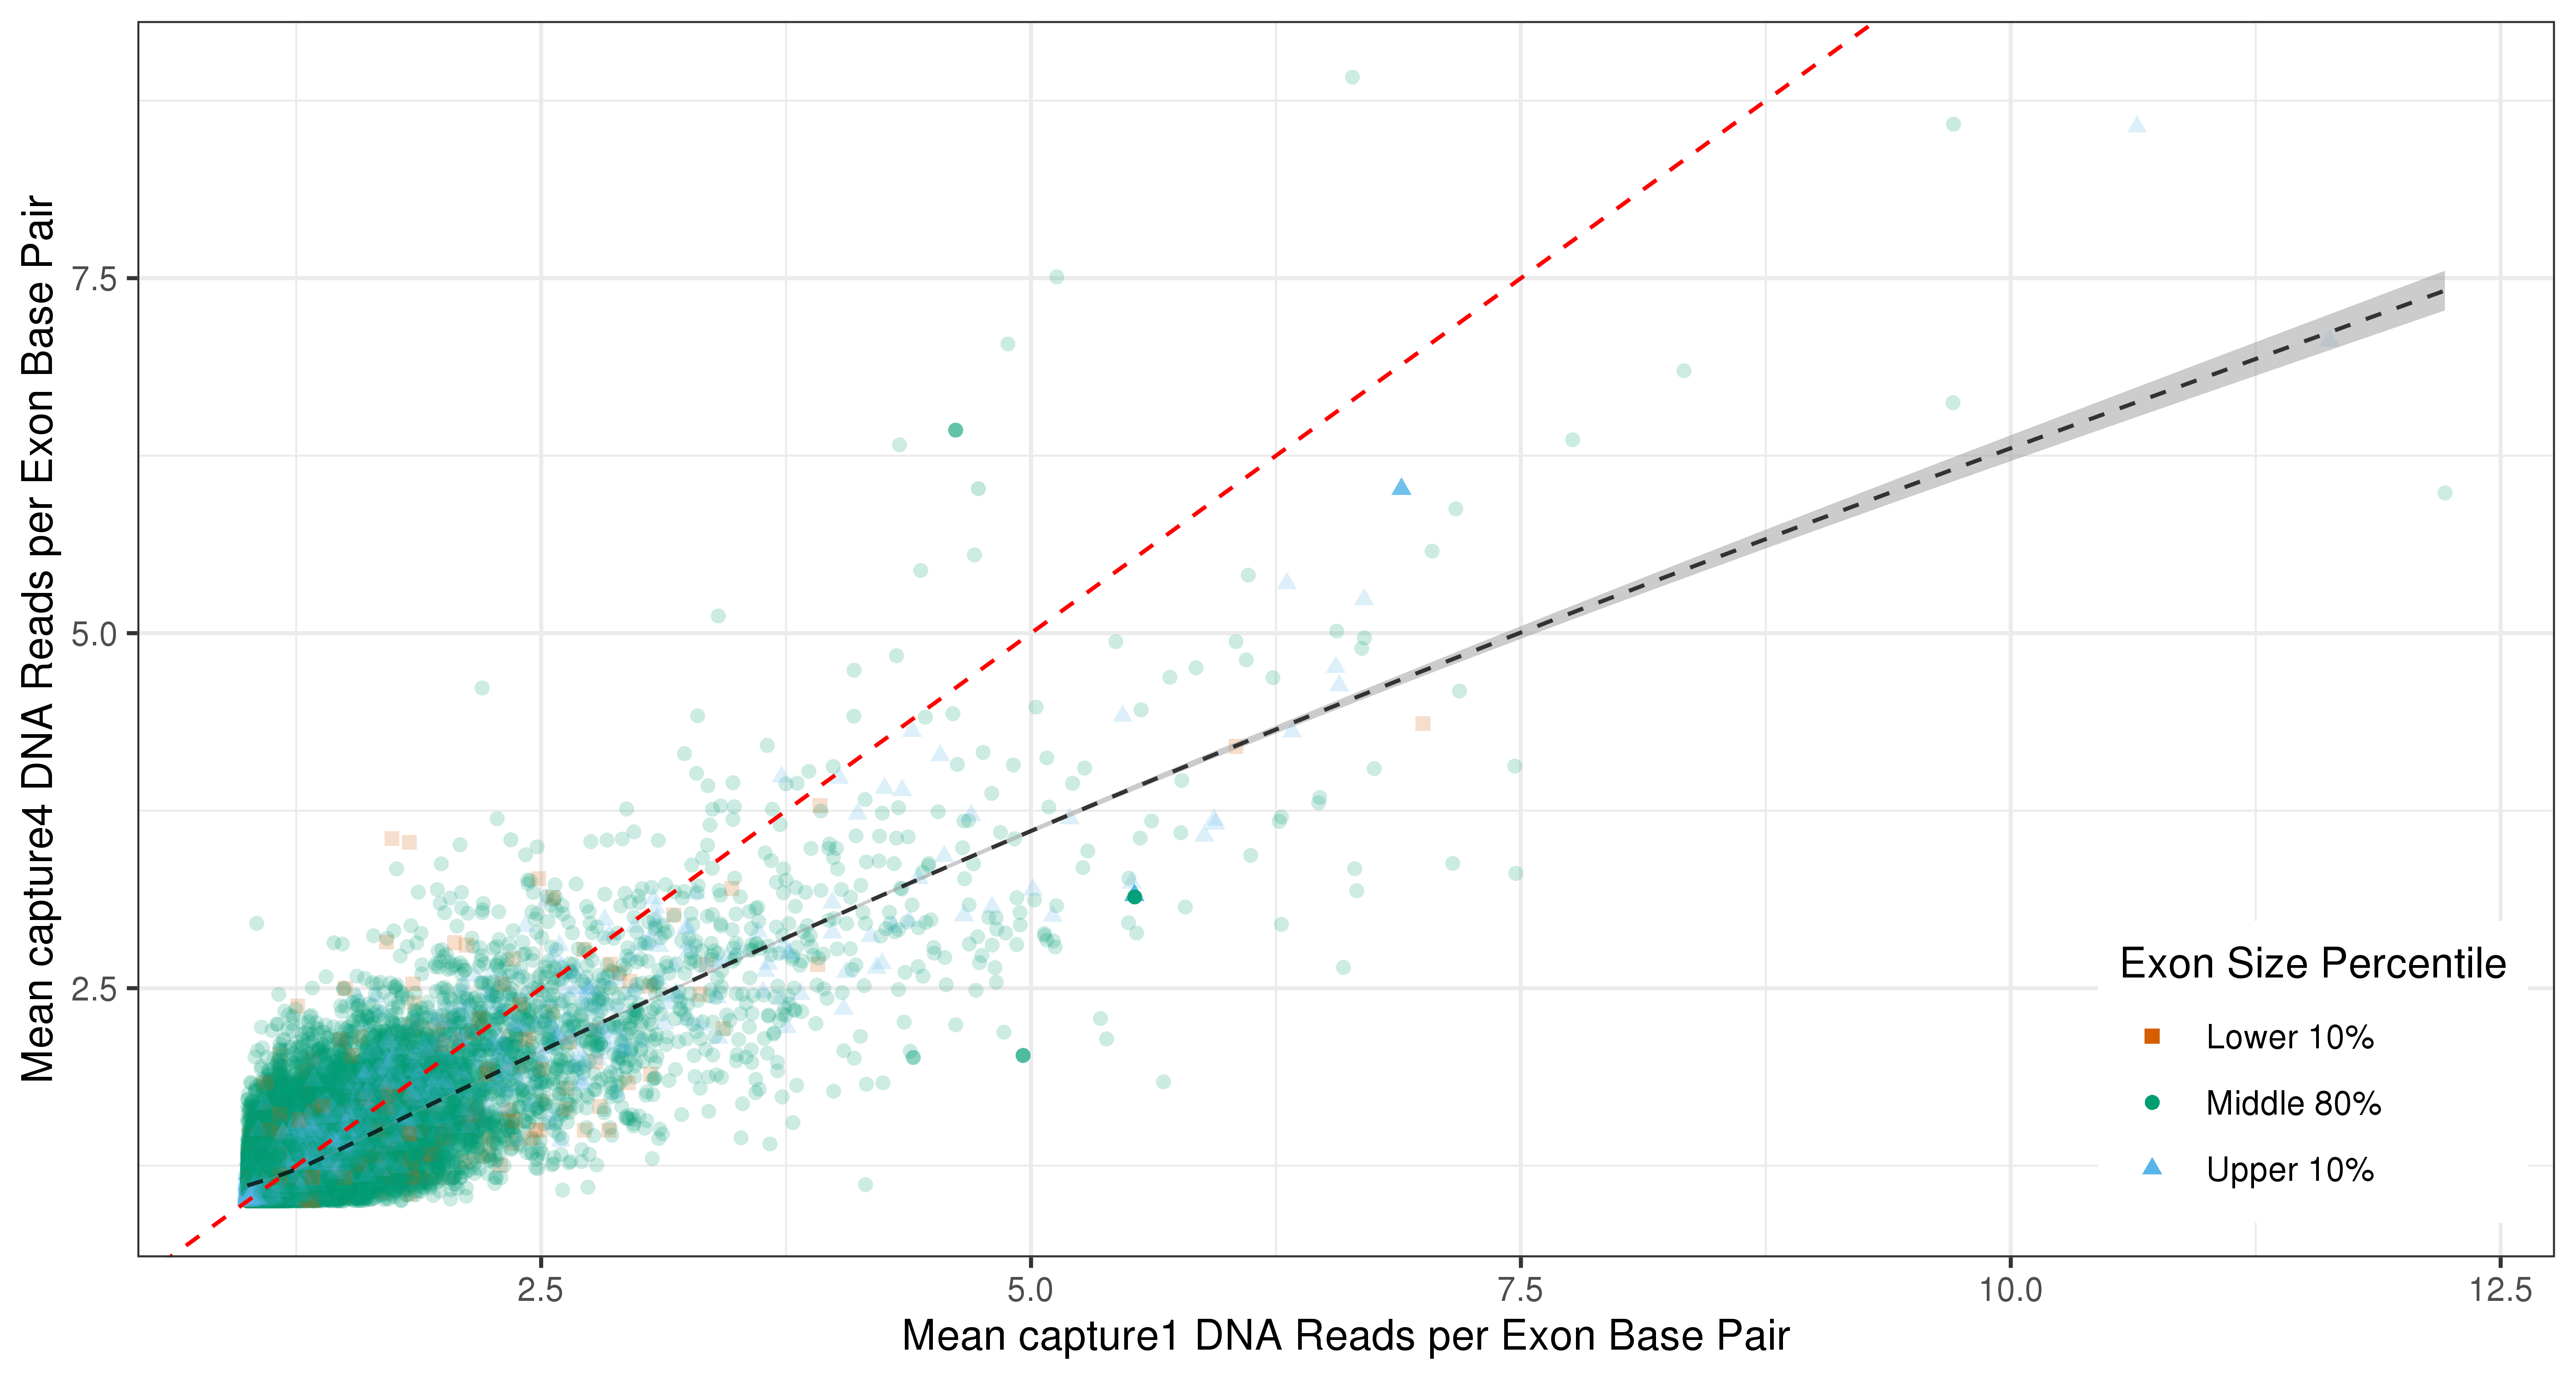 Mean capture4 DNA Reads per Exon Base Pair
7.5
5.0
2.5
2.5 5.0 7.5 10.0 12.5
Mean capture1 DNA Reads per Exon Base Pair
Exon Size Percentile
Lower 10%
Middle 80%
Upper 10%